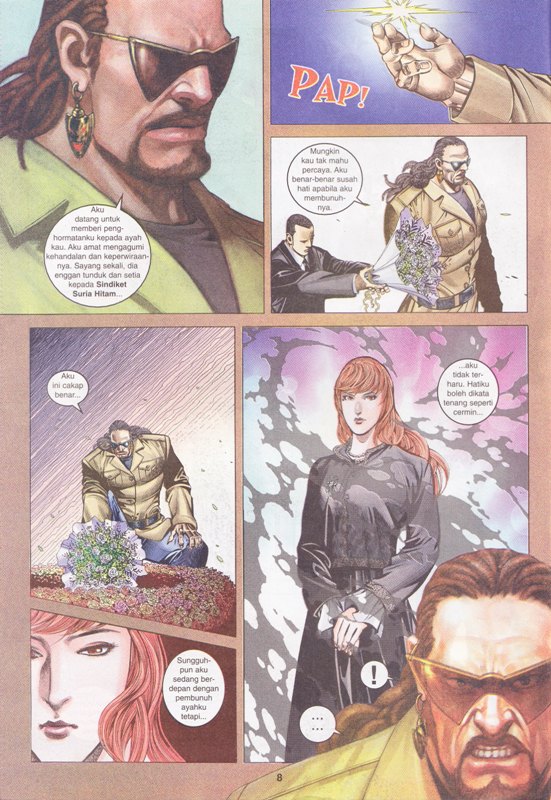 Aku
datang untuk
memberi peng-
hormatanku kepada ayah
kau. Aku amat mengagumi
kehandalan dan keperwiraan-
nya. Sayang sekali, dia
enggan tunduk dan setia
kepada Sindiket
Suria Hitam...
PAP!
Mungkin
kau tak mahu
percaya. Aku
benar-benar susah
hati apabila aku
membunuh-
nya.
Aku
ini cakap
benar...
Sungguh-
pun aku
sedang ber-
depan dengan
pembunuh
ayahku
tetapi...
...aku
tidak ter-
haru. Hatiku
boleh dikata
tenang seperti
cermin...
!
...
...
8